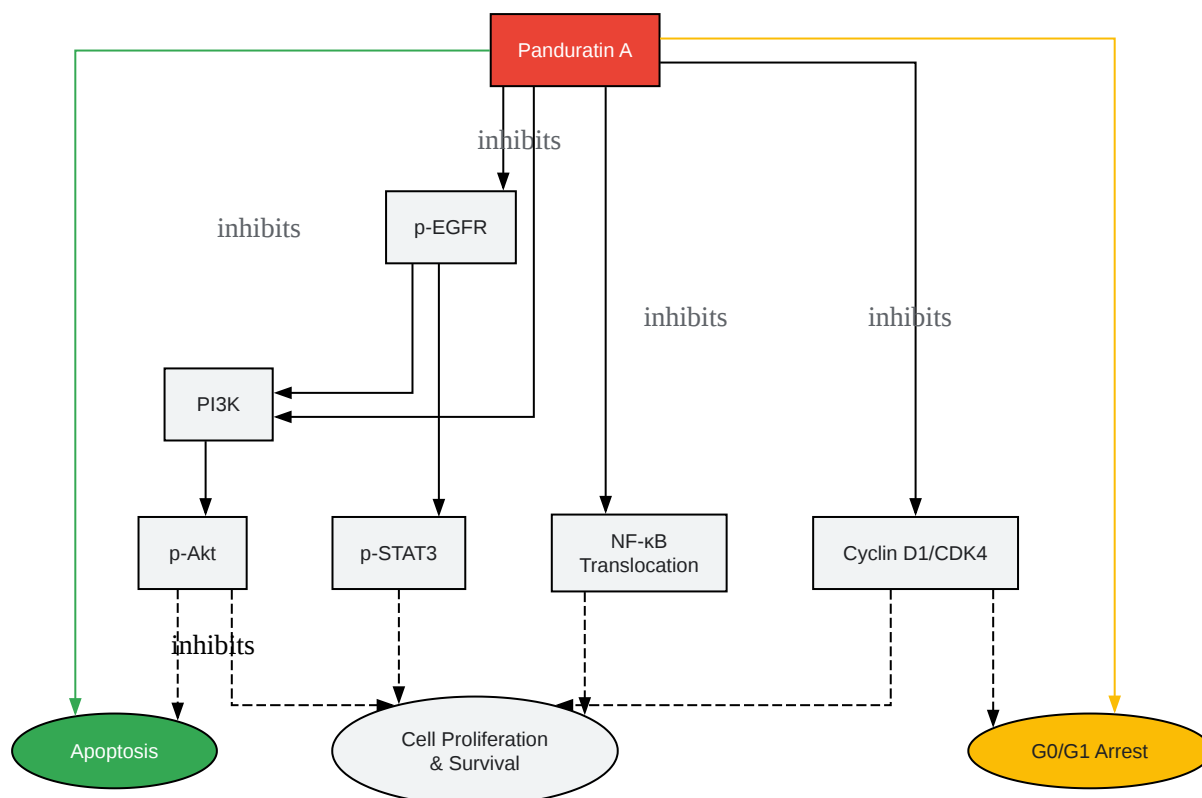 Panduratin A
inhibits
p-EGFR
inhibits
inhibits
inhibits
PI3K
p-Akt
p-STAT3
NF-κB
Translocation
Cyclin D1/CDK4
inhibits
Apoptosis
Cell Proliferation
& Survival
G0/G1 Arrest